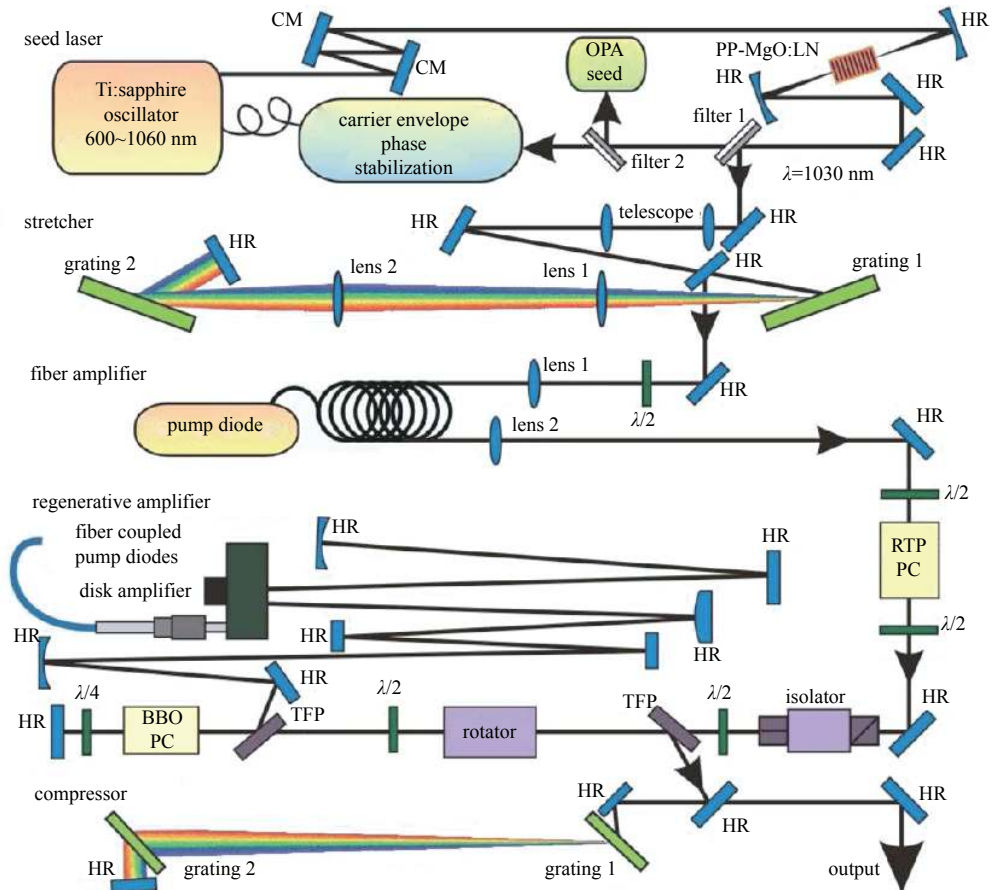 seed laser
CM
CM
HR
Ti:sapphire
oscillator
600~1060 nm
carrier envelope
phase
stabilization
OPA
seed
PP-MgO:LN
HR
HR
HR
filter 1
filter 2
λ=1030 nm
stretcher
HR
telescope
HR
HR
HR
grating 2
lens 2
lens 1
grating 1
fiber amplifier
pump diode
lens 1
λ/2
HR
lens 2
HR
λ/2
RTP
PC
λ/2
regenerative amplifier
fiber coupled
pump diodes
disk amplifier
HR
HR
HR
HR
HR
HR
λ/4
HR
BBO
PC
TFP
λ/2
rotator
TFP
λ/2
isolator
HR
compressor
HR
grating 2
grating 1
HR
HR
HR
output